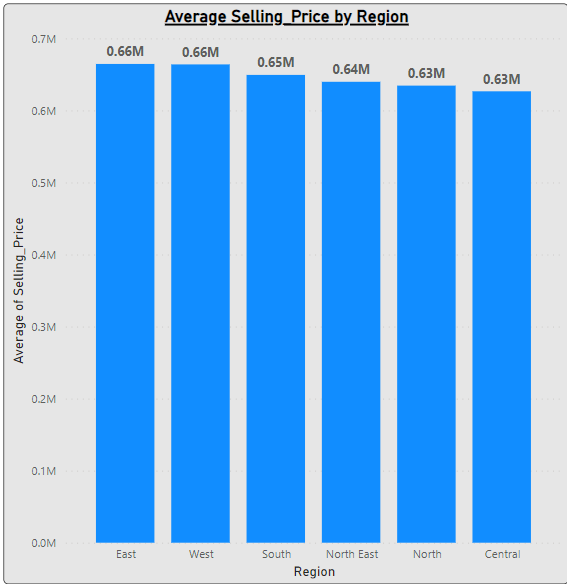 Average Selling_Price by Region
0.7M
0.6M
0.5M
0.4M
0.3M
0.2M
0.1M
0.0M
Average of Selling_Price
0.66M 0.66M 0.65M 0.64M 0.63M 0.63M
East West South North East North Central
Region